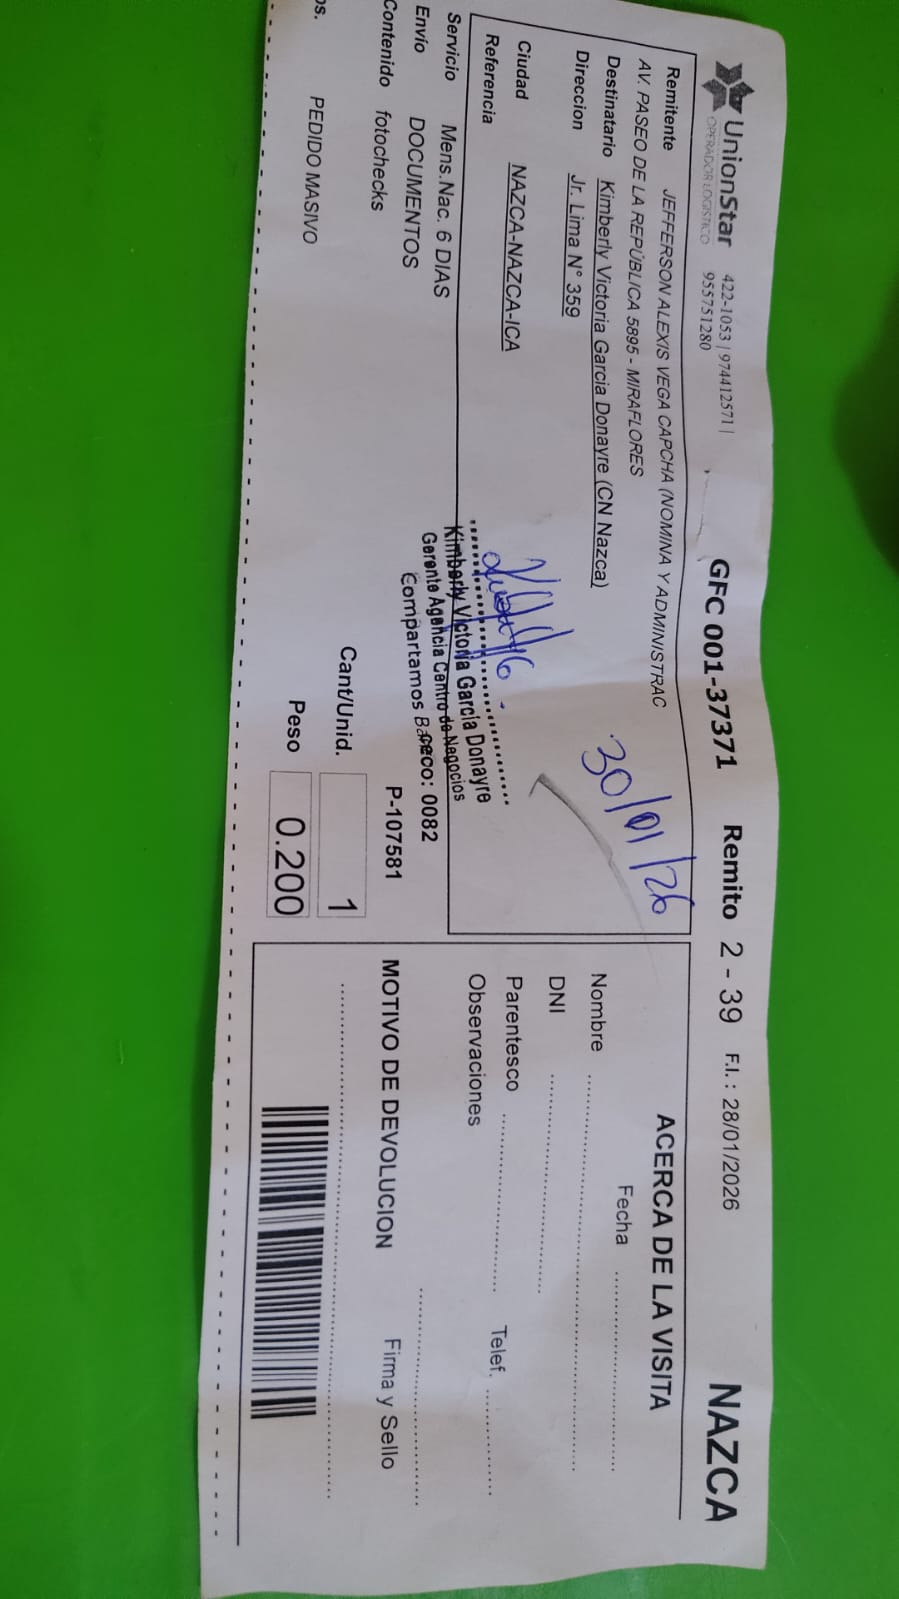 UnionStar
OPERADOR LOGISTICO
422-1053 | 974412571 |
955751280
GFC 001-37371
Remito 2 - 39
F.I. : 28/01/2026
NAZCA
Remitente JEFFERSON ALEXIS VEGA CAPCHA (NOMINA Y ADMINISTRAC
AV. PASEO DE LA REPÚBLICA 5895 - MIRAFLORES
Destinatario Kimberly Victoria Garcia Donayre (CN Nazca)
Direccion Jr. Lima N° 359
Ciudad NAZCA-NAZCA-ICA
Referencia
30/01/26
Kimberly Victoria García Donayre
Gerente Agencia Centro de Negocios
Compartamos Banco
Ceco: 0082
P-107581
Servicio Mens.Nac. 6 DIAS
Envio DOCUMENTOS
Contenido fotochecks
PEDIDO MASIVO
Cant/Unid. 1
Peso 0.200
ACERCA DE LA VISITA
Fecha
Nombre
DNI
Parentesco
Telef.
Observaciones
MOTIVO DE DEVOLUCION
Firma y Sello